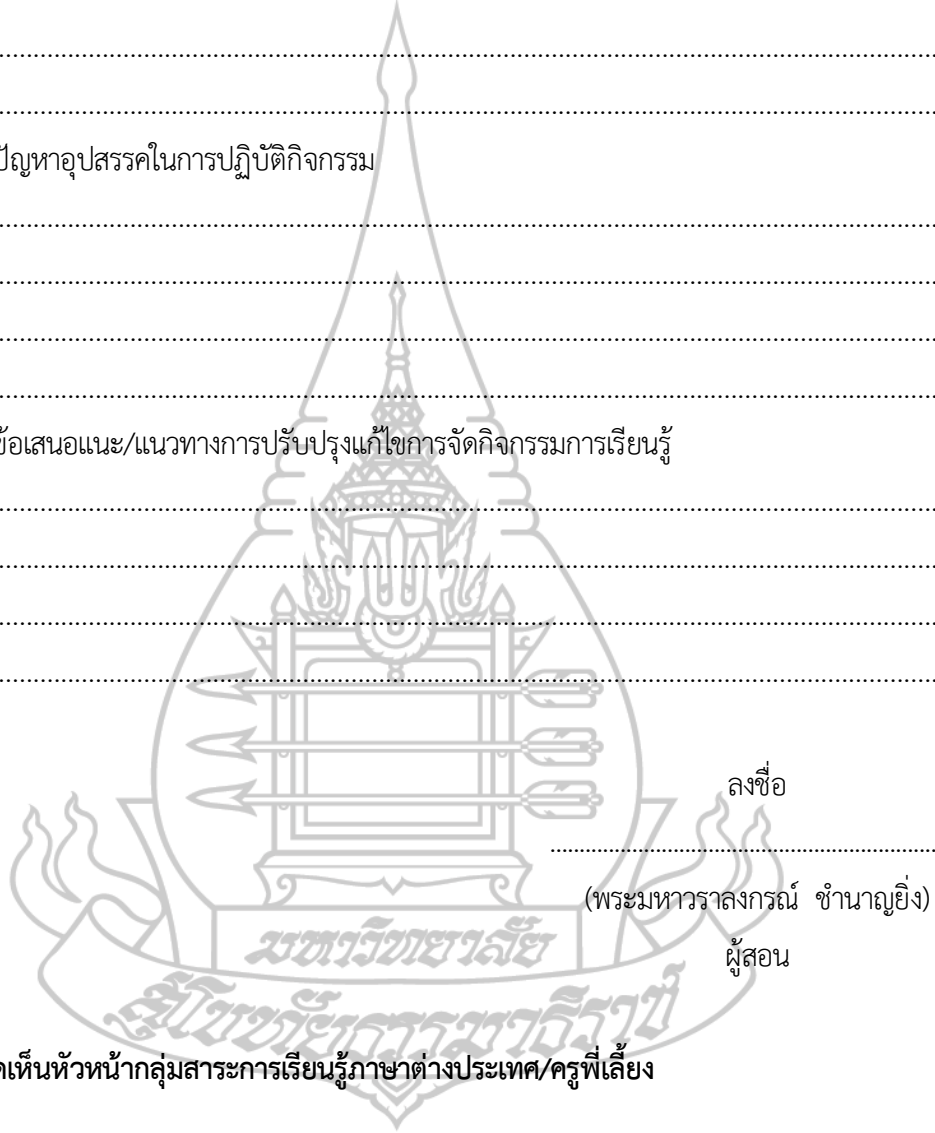 ................................................................................
................................................................................
ปัญหาอุปสรรคในการปฏิบัติกิจกรรม
................................................................................
................................................................................
................................................................................
................................................................................
ข้อเสนอแนะ/แนวทางการปรับปรุงแก้ไขการจัดกิจกรรมการเรียนรู้
................................................................................
................................................................................
................................................................................
................................................................................
ลงชื่อ
................................................................
(พระมหาวราลงกรณ์ ชำนาญยิ่ง)
ผู้สอน
มหาวิทยาลัย
สุโขทัยธรรมาธิราช
เห็นหัวหน้ากลุ่มสาระการเรียนรู้ภาษาต่างประเทศ/ครูพี่เลี้ยง